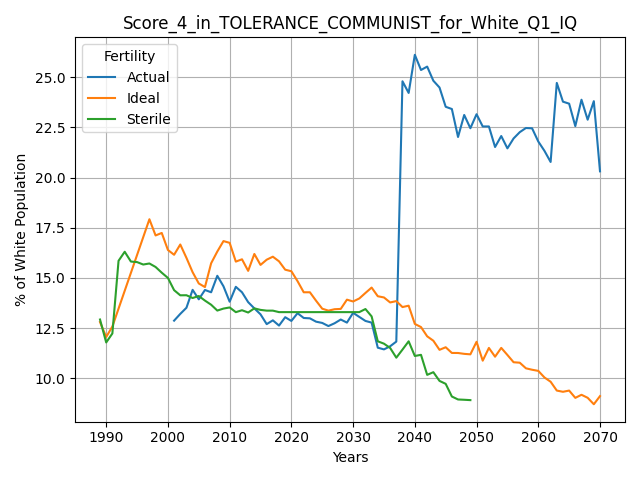 Score_4_in_TOLERANCE_COMMUNIST_for_White_Q1_IQ
Fertility
Actual
Ideal
Sterile
% of White Population
25.0
22.5
20.0
17.5
15.0
12.5
10.0
1990 2000 2010 2020 2030 2040 2050 2060 2070
Years